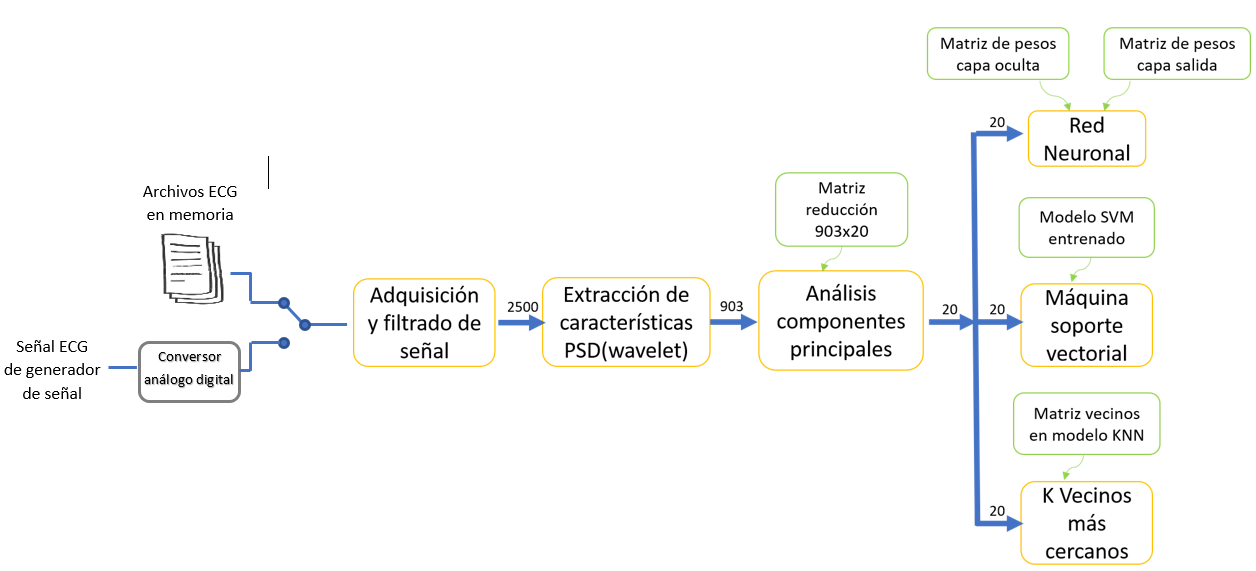 Archivos ECG
en memoria
Señal ECG
de generador
de señal
Conversor
análogo digital
Adquisición
y filtrado de
señal
2500
Extracción de
características
PSD(wavelet)
903
Matriz
reducción
903x20
Análisis
componentes
principales
20
Matriz de pesos
capa oculta
Matriz de pesos
capa salida
20
Red
Neuronal
Modelo SVM
entrenado
20
Máquina
soporte
vectorial
Matriz vecinos
en modelo KNN
20
K Vecinos
más
cercanos